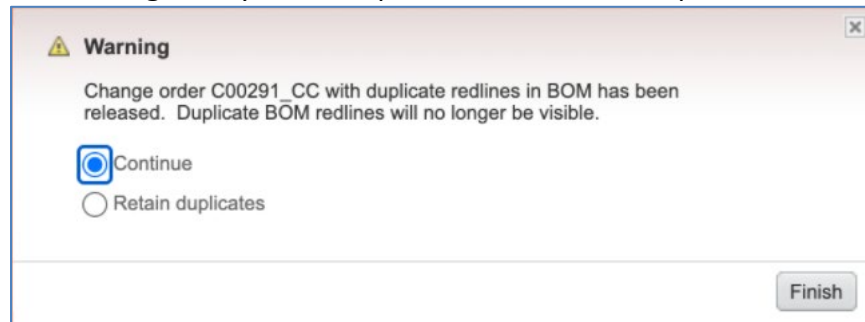 Warning
Change order C00291_CC with duplicate redlines in BOM has been
released.  Duplicate BOM redlines will no longer be visible.
Continue
Retain duplicates
Finish